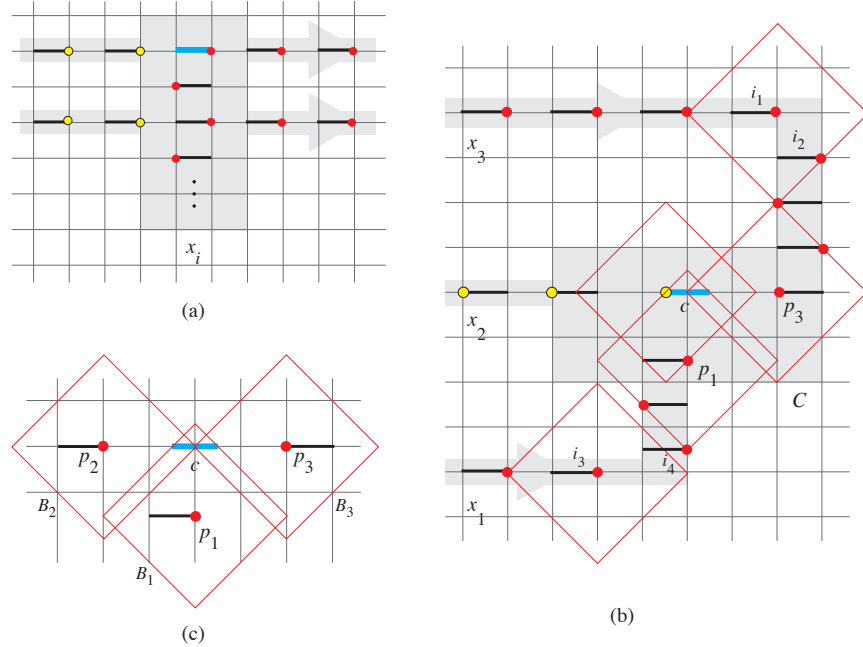 x_i
(a)
i_1
x_3
i_2
x_2
c
p_3
p_1
C
i_3
i_4
x_1
(b)
p_2
c
p_3
B_2
p_1
B_3
B_1
(c)